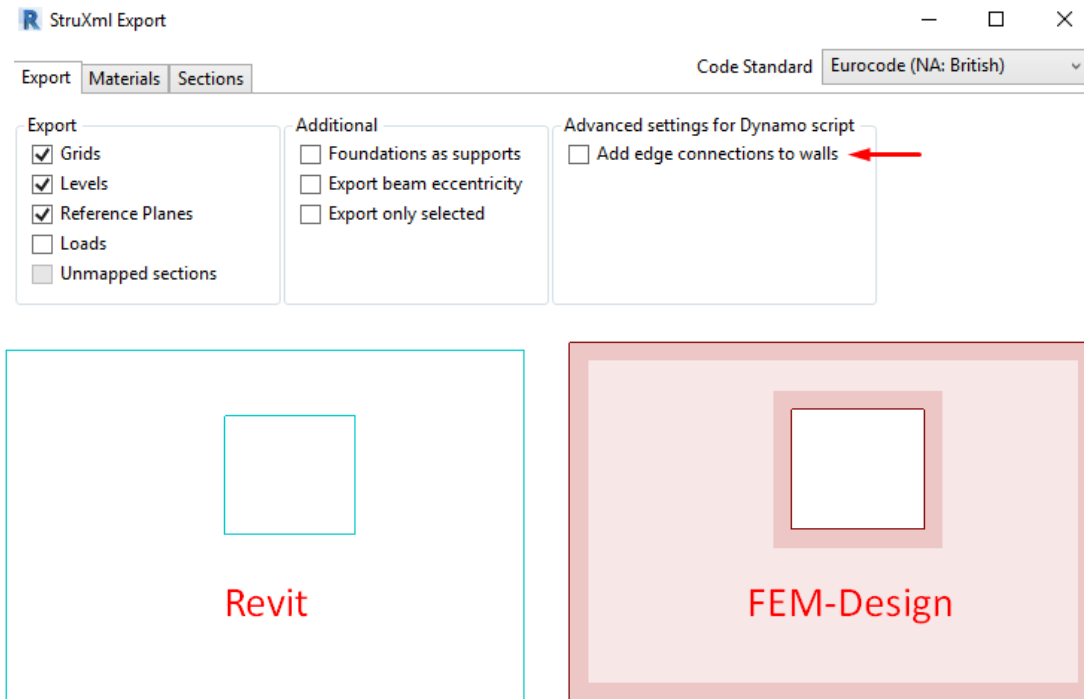 StruXml Export
Export Materials Sections Code Standard Eurocode (NA: British)
Export
Grids
Levels
Reference Planes
Loads
Unmapped sections
Additional
Foundations as supports
Export beam eccentricity
Export only selected
Advanced settings for Dynamo script
Add edge connections to walls
Revit
FEM-Design